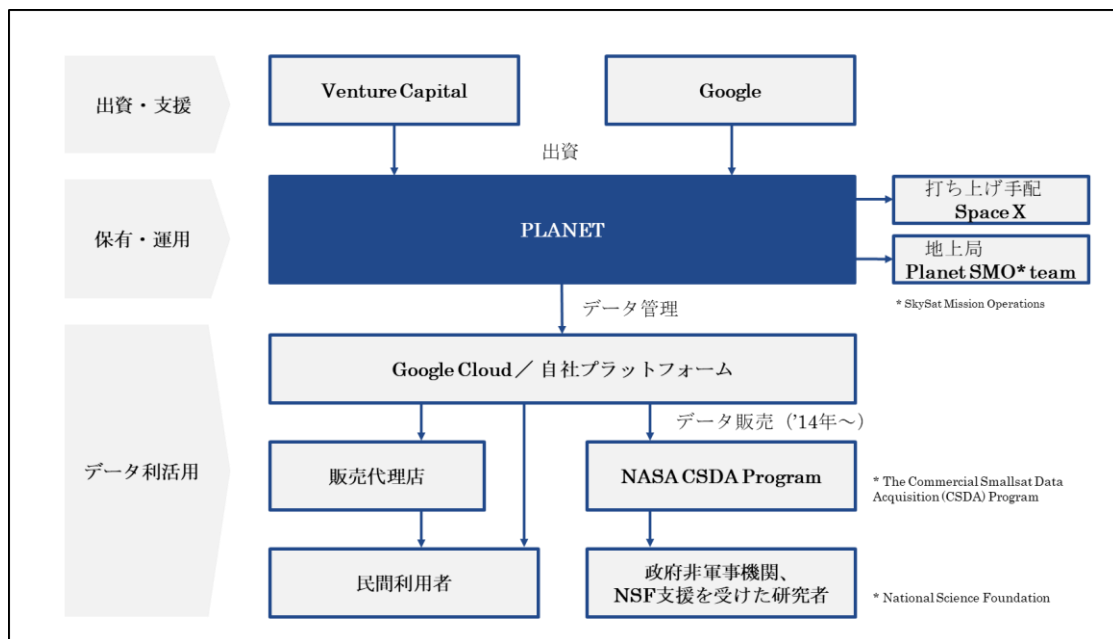 出資・支援
Venture Capital
Google
出資
保有・運用
PLANET
打ち上げ手配
Space X
地上局
Planet SMO* team
* SkySat Mission Operations
データ管理
データ利活用
Google Cloud／自社プラットフォーム
データ販売（’14年～）
販売代理店
NASA CSDA Program
* The Commercial Smallsat Data
Acquisition (CSDA) Program
民間利用者
政府非軍事機関、
NSF支援を受けた研究者
* National Science Foundation